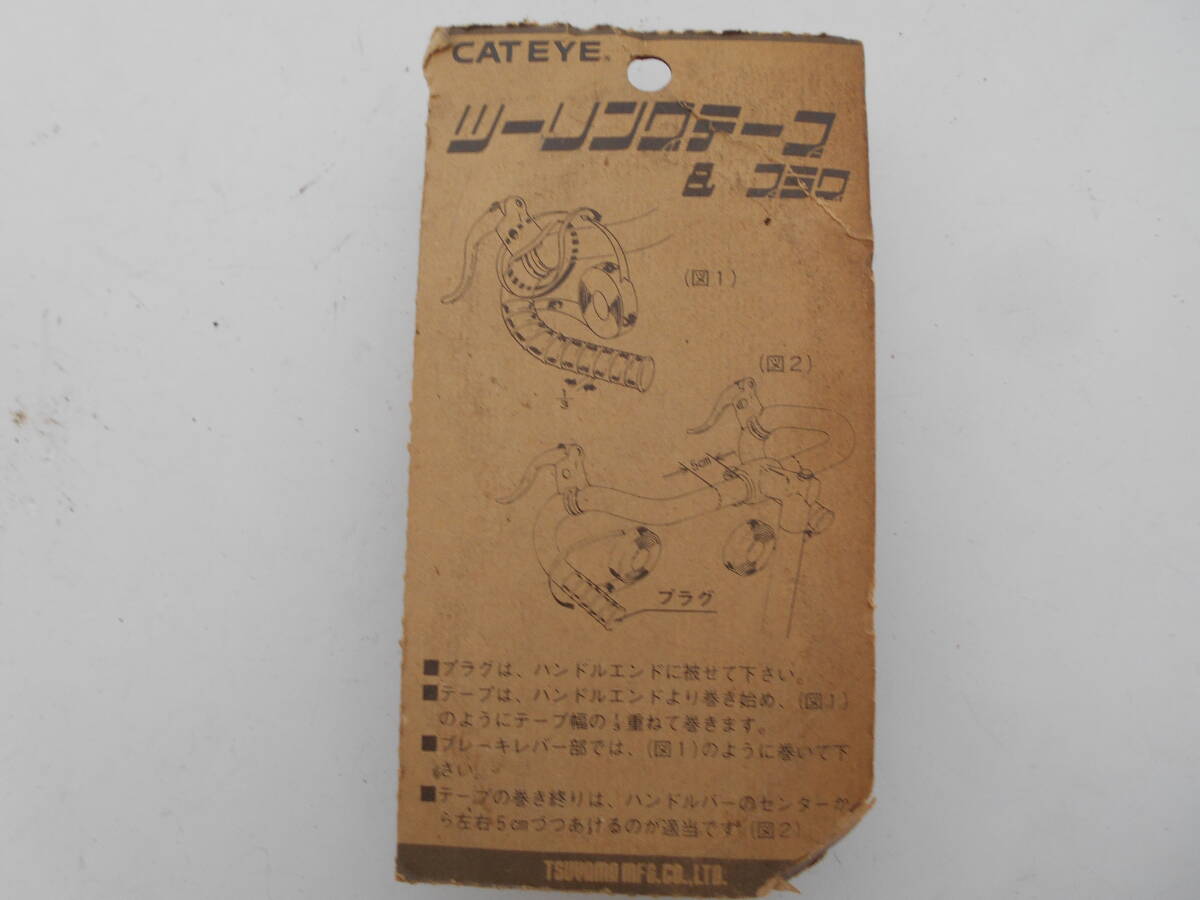 CATEYE®
ツーリングテープ
& プラグ
(図1)
1/3
(図2)
5cm
プラグ
■プラグは、ハンドルエンドに被せて下さい。
■テープは、ハンドルエンドより巻き始め、(図1)
のようにテープ幅の1/3重ねて巻きます。
■ブレーキレバー部では、(図1)のように巻いて下
さい。
■テープの巻き終りは、ハンドルバーのセンターか
ら左右5cmづつあけるのが適当です(図2)
TSUYAMA MFG.CO.,LTD.